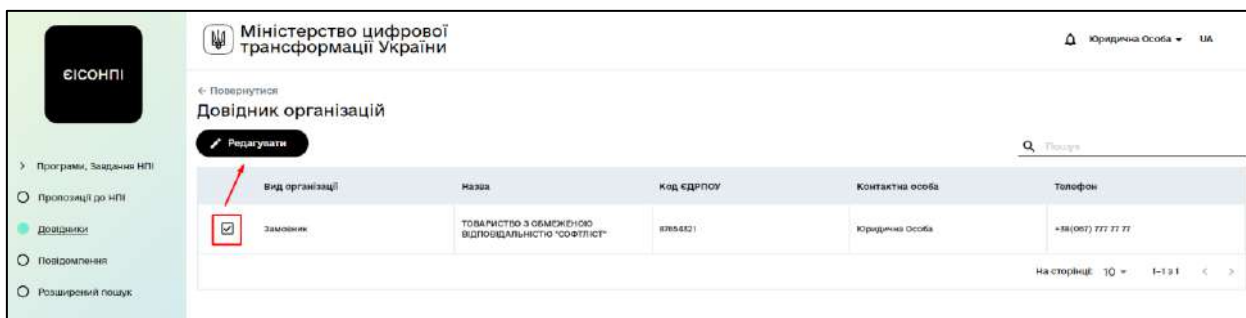 ЄІСОНПІ
Міністерство цифрової
трансформації України
Юридична Особа
UA
← Повернутися
Довідник організацій
Редагувати
Пошук
> Програми, Завдання НПІ
Пропозиції до НПІ
Довідники
Повідомлення
Розширений пошук
Вид організації Назва Код ЄДРПОУ Контактна особа Телефон
Замовник ТОВАРИСТВО З ОБМЕЖЕНОЮ
ВІДПОВІДАЛЬНІСТЮ "СОФТЛІСТ" 87654321 Юридична Особа +38(067) 777 77 77
На сторінці: 10 1–1 з 1 < >